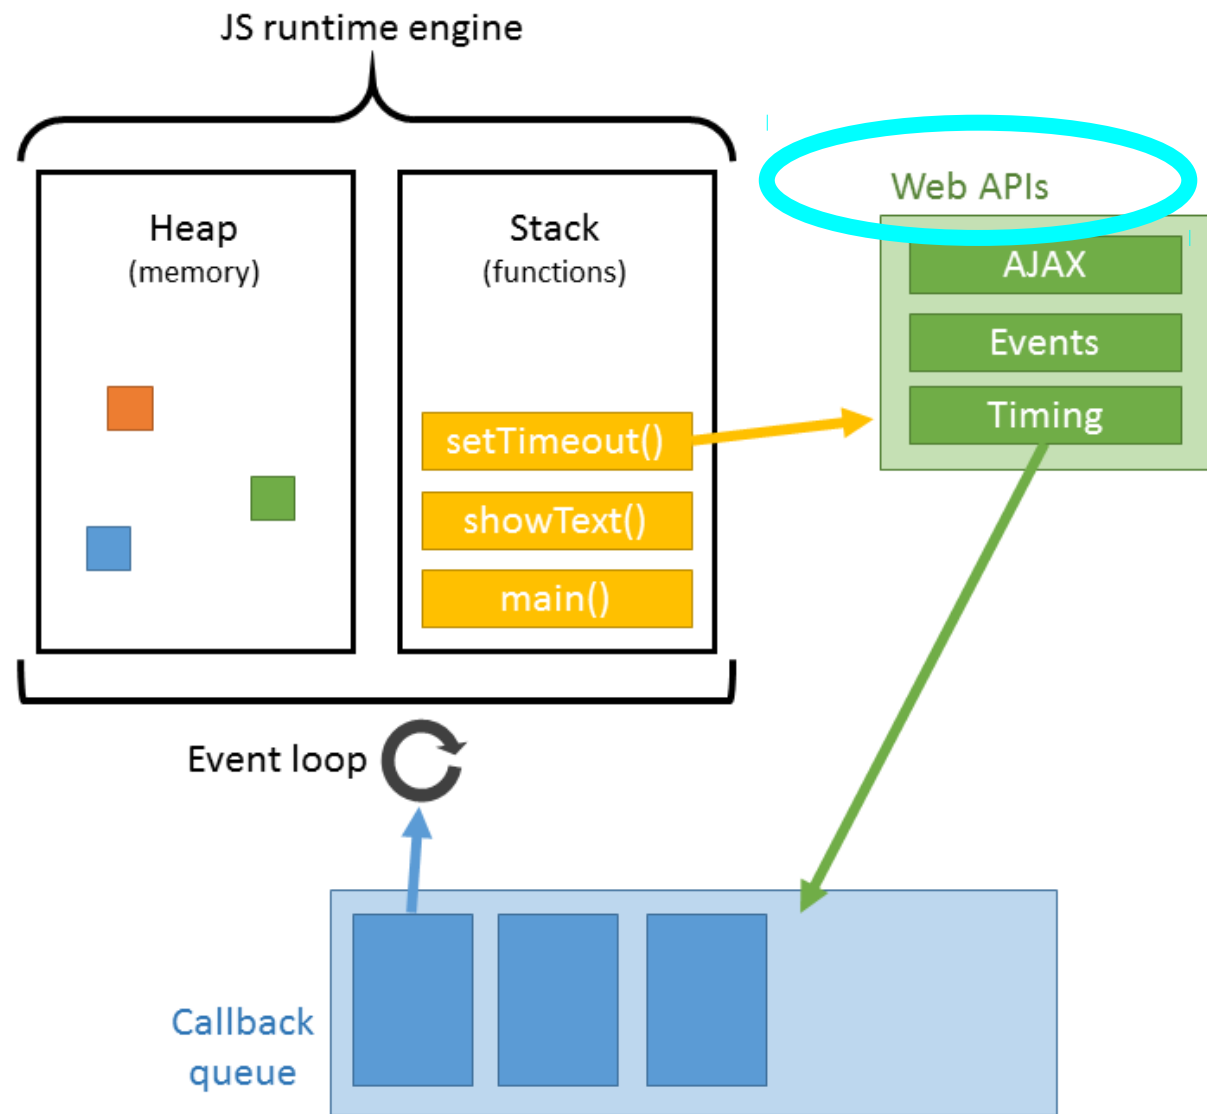 JS runtime engine
Heap
(memory)
Stack
(functions)
setTimeout()
showText()
main()
Web APIs
AJAX
Events
Timing
Event loop
Callback
queue